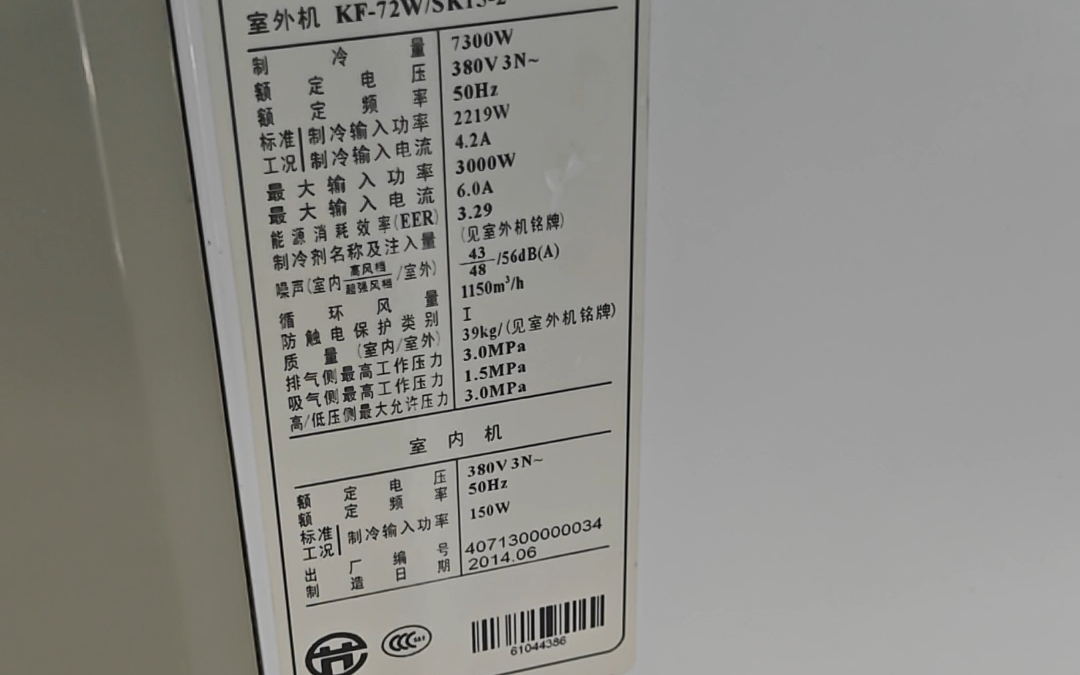 室外机 KF-72W/SK13-2
制冷量 7300W
额定电压 380V 3N~
额定频率 50Hz
标准工况 制冷输入功率 2219W
制冷输入电流 4.2A
最大输入功率 3000W
最大输入电流 6.0A
能源消耗效率(EER) 3.29
制冷剂名称及注入量 (见室外机铭牌)
噪声(室内高风档/超强风档/室外) 43/48/56dB(A)
循环风量 1150m³/h
防触电保护类别 I
质量(室内/室外) 39kg/(见室外机铭牌)
排气侧最高工作压力 3.0MPa
吸气侧最高工作压力 1.5MPa
高/低压侧最大允许压力 3.0MPa
室内机
额定电压 380V 3N~
额定频率 50Hz
标准工况 制冷输入功率 150W
出厂编号 4071300000034
制造日期 2014.06
CCC S&E
61044386